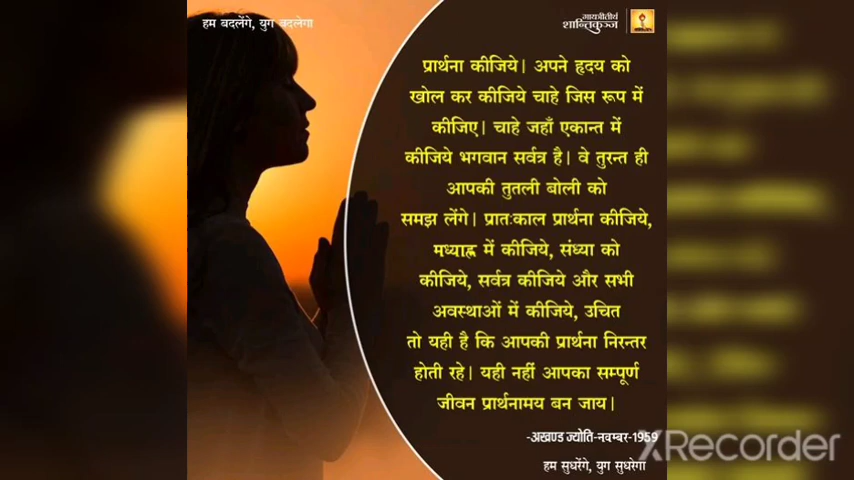 हम बदलेंगे, युग बदलेगा
गायत्रीतीर्थ
शान्तिकुञ्ज
प्रार्थना कीजिये। अपने हृदय को
खोल कर कीजिये चाहे जिस रूप में
कीजिए। चाहे जहाँ एकान्त में
कीजिये भगवान सर्वत्र है। वे तुरन्त ही
आपकी तुतली बोली को
समझ लेंगे। प्रातःकाल प्रार्थना कीजिये,
मध्याह्न में कीजिये, संध्या को
कीजिये, सर्वत्र कीजिये और सभी
अवस्थाओं में कीजिये, उचित
तो यही है कि आपकी प्रार्थना निरन्तर
होती रहे। यही नहीं आपका सम्पूर्ण
जीवन प्रार्थनामय बन जाय।
-अखण्ड ज्योति-नवम्बर-1959
हम सुधरेंगे, युग सुधरेगा
XRecorder